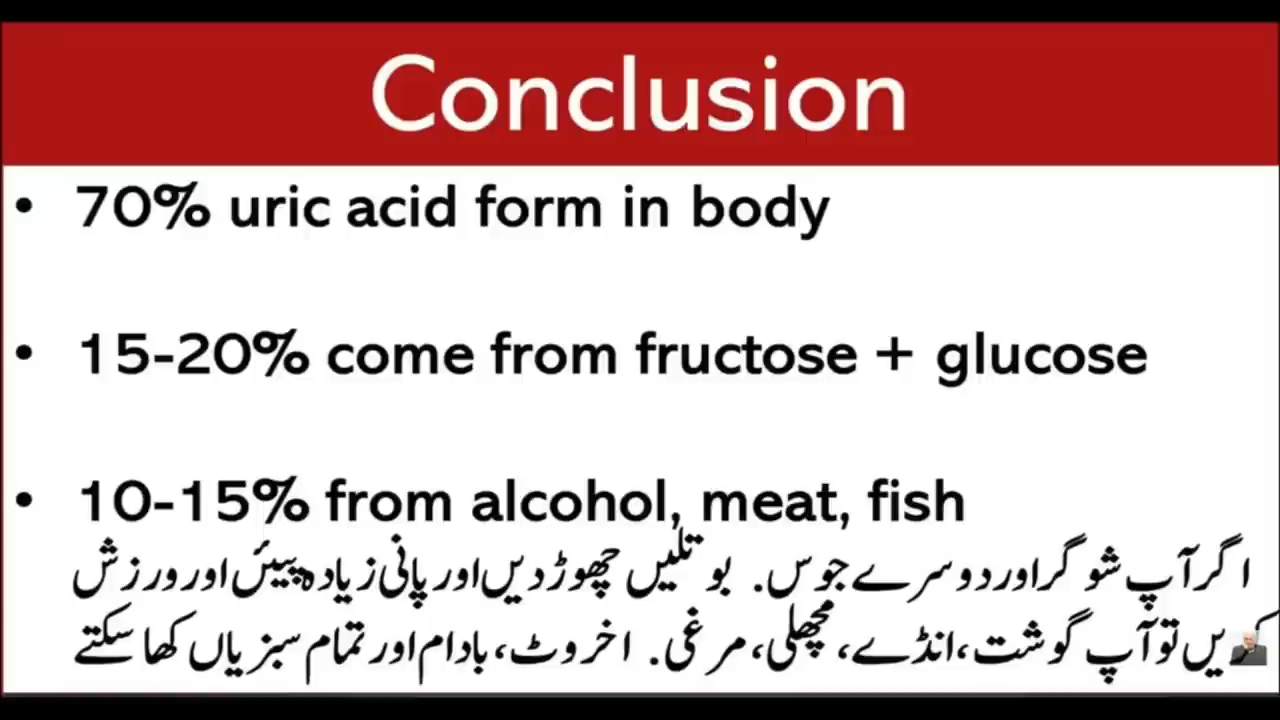 Conclusion
• 70% uric acid form in body
• 15-20% come from fructose + glucose
• 10-15% from alcohol, meat, fish
اگر آپ شوگر اور دوسرے جوس. بوتلیں چھوڑ دیں اور پانی زیادہ پیئں اور ورزش
کریں تو آپ گوشت، انڈے، مچھلی، مرغی. اخروٹ، بادام اور تمام سبزیاں کھا سکتے